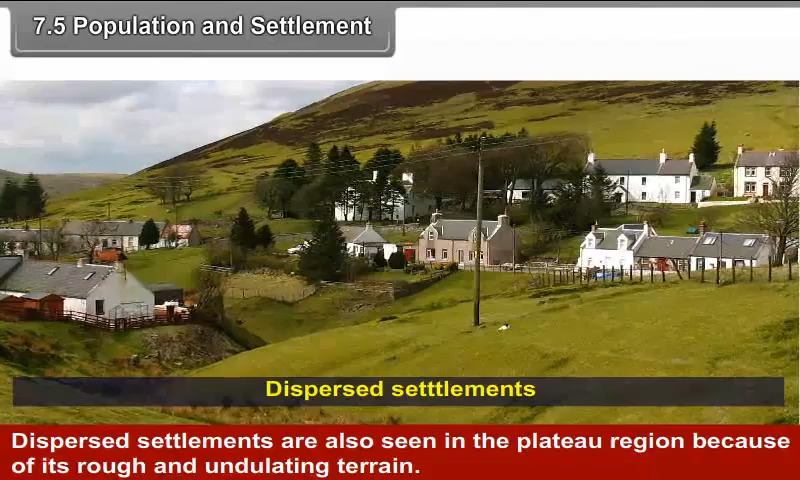 7.5 Population and Settlement
Dispersed setttlements
Dispersed settlements are also seen in the plateau region because
of its rough and undulating terrain.